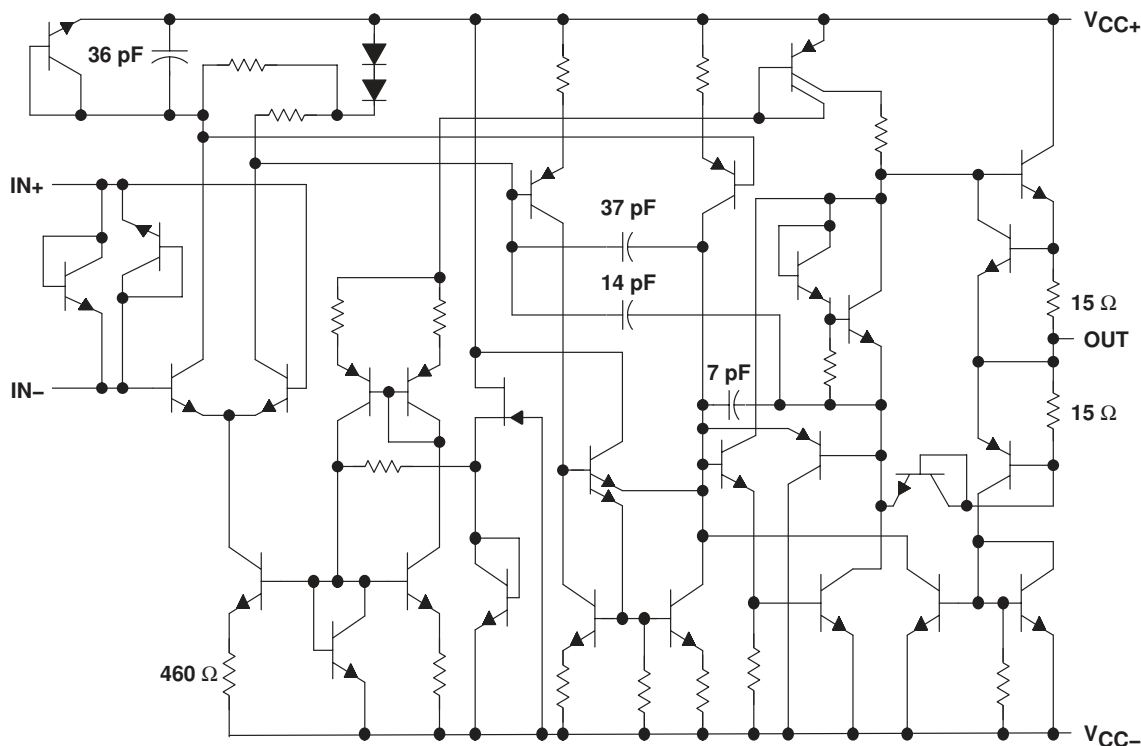 VCC+
36 pF
IN+
37 pF
14 pF
15 Ω
OUT
IN−
7 pF
15 Ω
460 Ω
VCC−